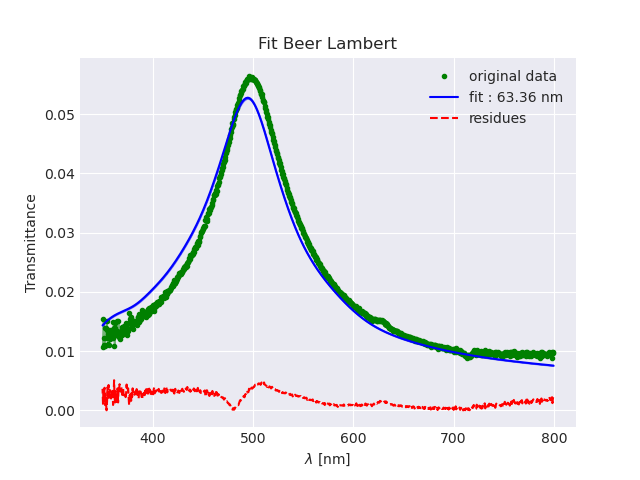 Fit Beer Lambert
original data
fit : 63.36 nm
residues
Transmittance
0.05
0.04
0.03
0.02
0.01
0.00
400
500
600
700
800
λ [nm]